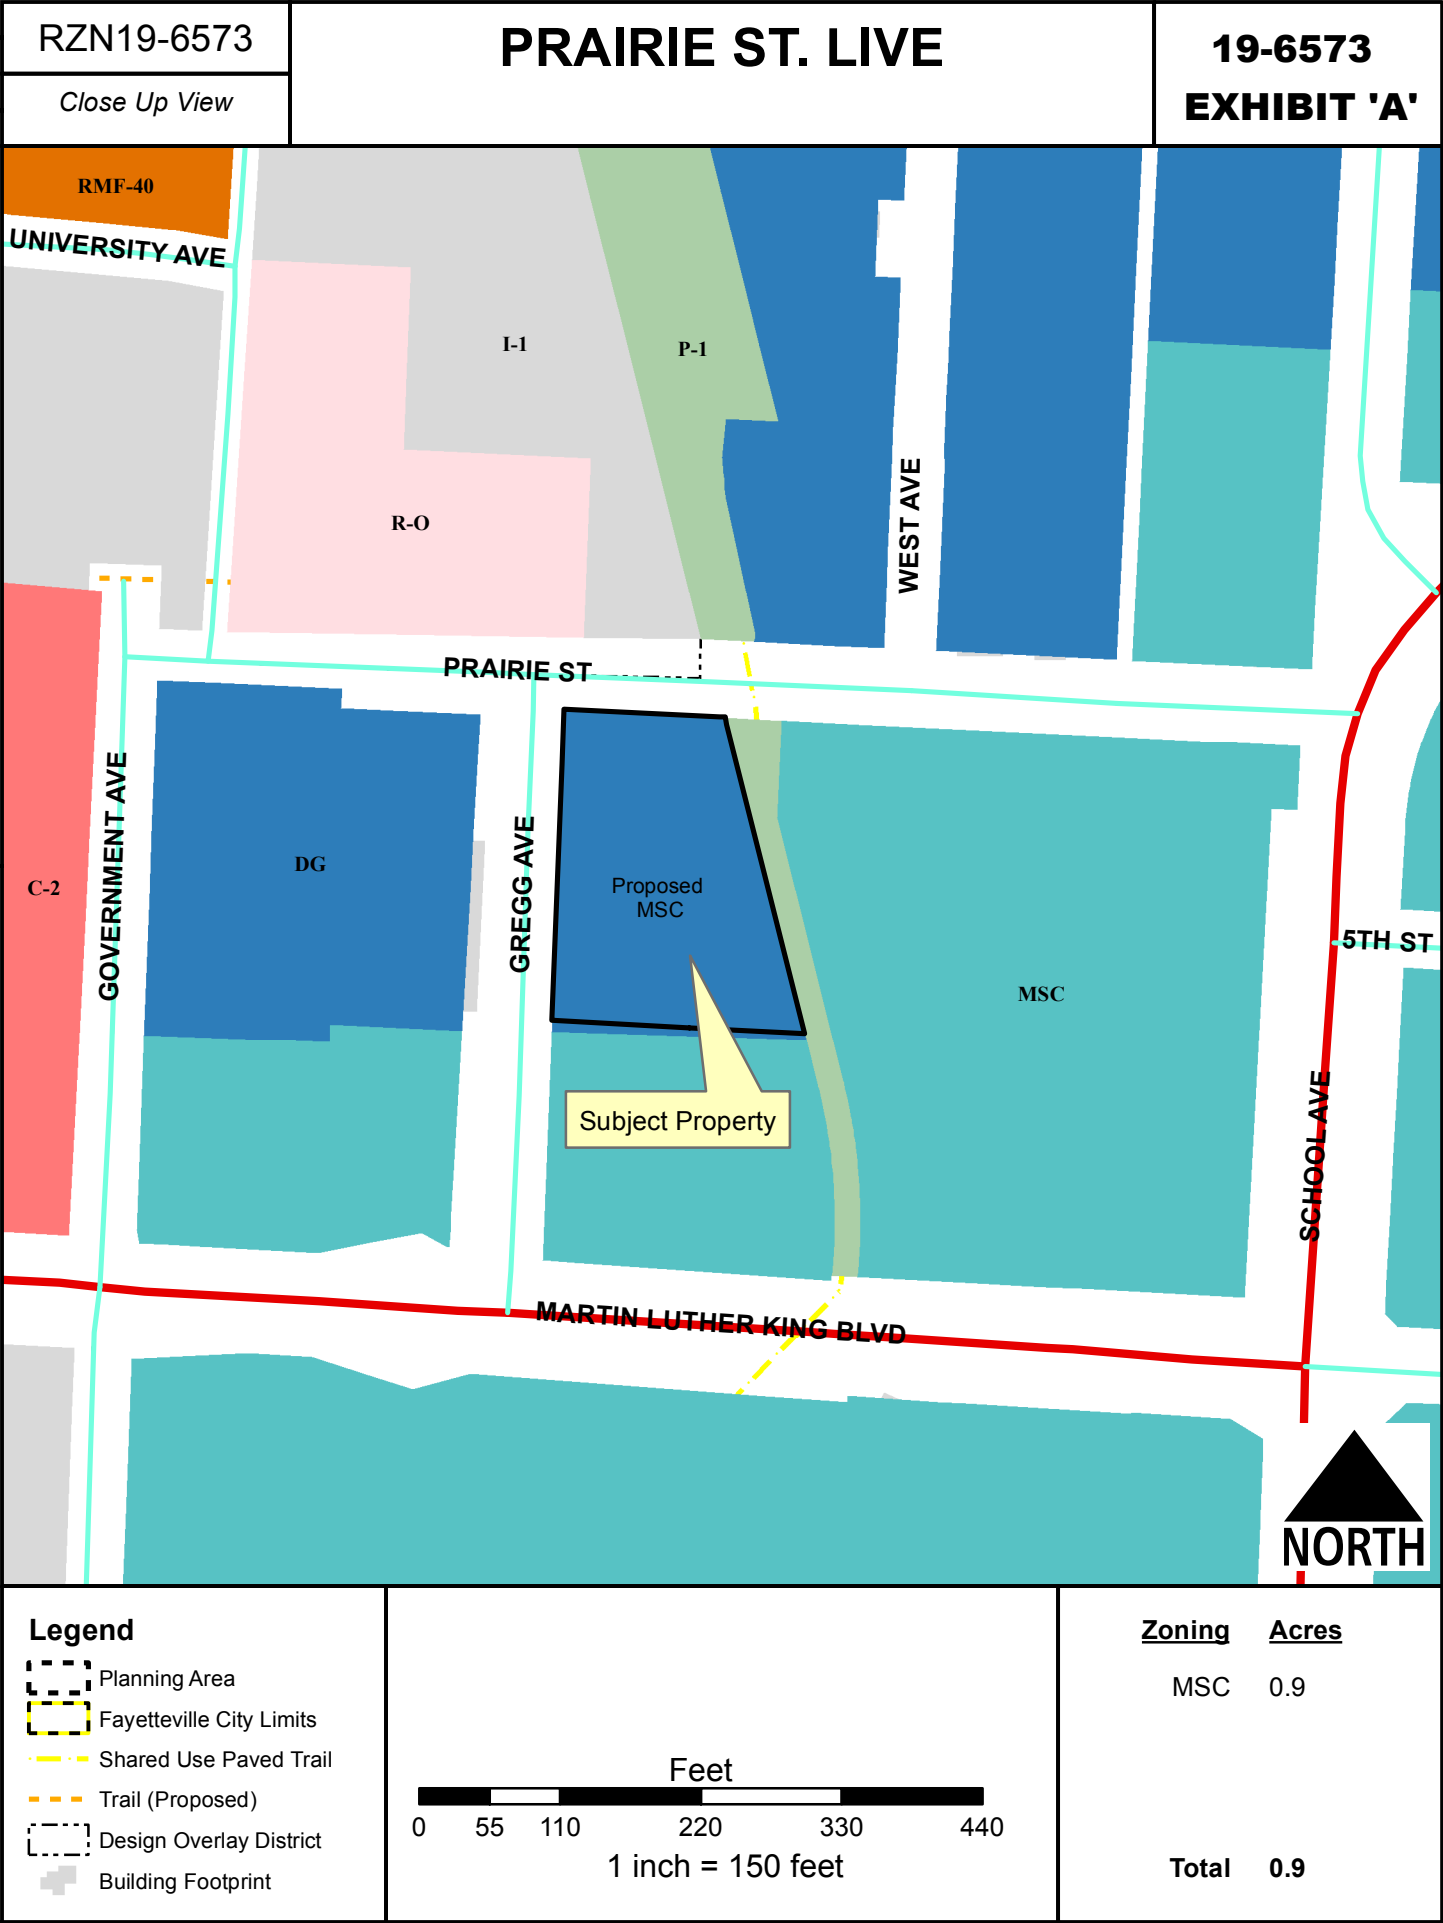 RZN19-6573
Close Up View
PRAIRIE ST. LIVE
19-6573
EXHIBIT 'A'
RMF-40
UNIVERSITY AVE
I-1
P-1
R-O
WEST AVE
PRAIRIE ST
GOVERNMENT AVE
DG
GREGG AVE
C-2
Proposed
MSC
5TH ST
MSC
Subject Property
SCHOOL AVE
MARTIN LUTHER KING BLVD
NORTH
Legend
Planning Area
Fayetteville City Limits
Shared Use Paved Trail
Trail (Proposed)
Design Overlay District
Building Footprint
Feet
0 55 110 220 330 440
1 inch = 150 feet
Zoning Acres
MSC 0.9
Total 0.9